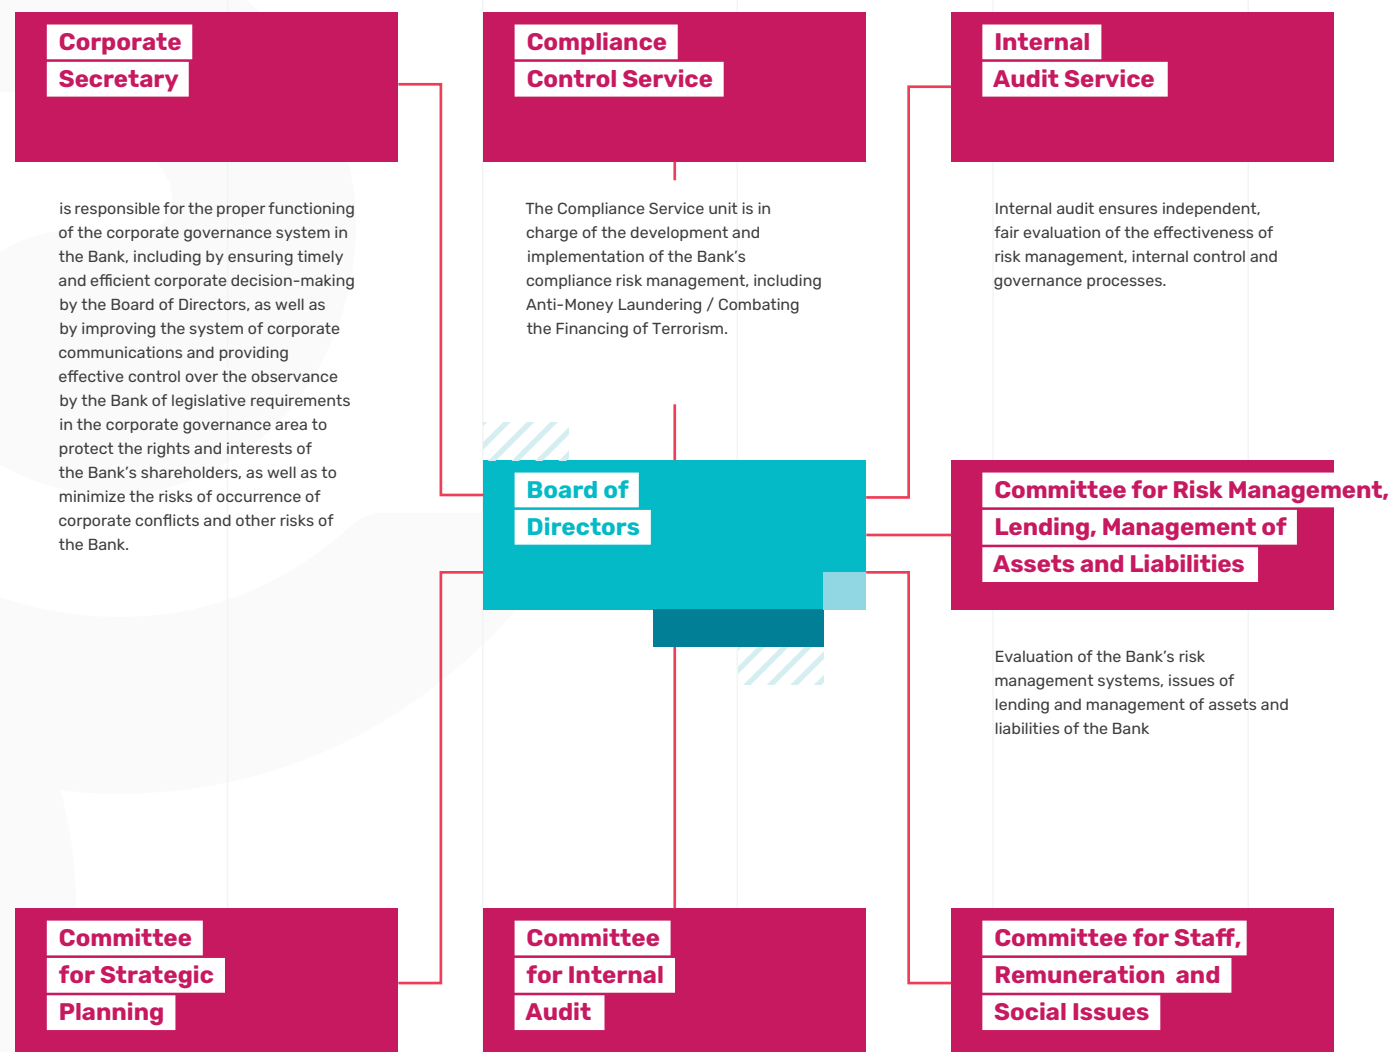 Corporate
Secretary
is responsible for the proper functioning
of the corporate governance system in
the Bank, including by ensuring timely
and efficient corporate decision-making
by the Board of Directors, as well as
by improving the system of corporate
communications and providing
effective control over the observance
by the Bank of legislative requirements
in the corporate governance area to
protect the rights and interests of
the Bank's shareholders, as well as to
minimize the risks of occurrence of
corporate conflicts and other risks of
the Bank.
Compliance
Control Service
The Compliance Service unit is in
charge of the development and
implementation of the Bank's
compliance risk management, including
Anti-Money Laundering / Combating
the Financing of Terrorism.
Internal
Audit Service
Internal audit ensures independent,
fair evaluation of the effectiveness of
risk management, internal control and
governance processes.
Board of
Directors
Committee for Risk Management,
Lending, Management of
Assets and Liabilities
Evaluation of the Bank's risk
management systems, issues of
lending and management of assets and
liabilities of the Bank
Committee
for Strategic
Planning
Committee
for Internal
Audit
Committee for Staff,
Remuneration and
Social Issues